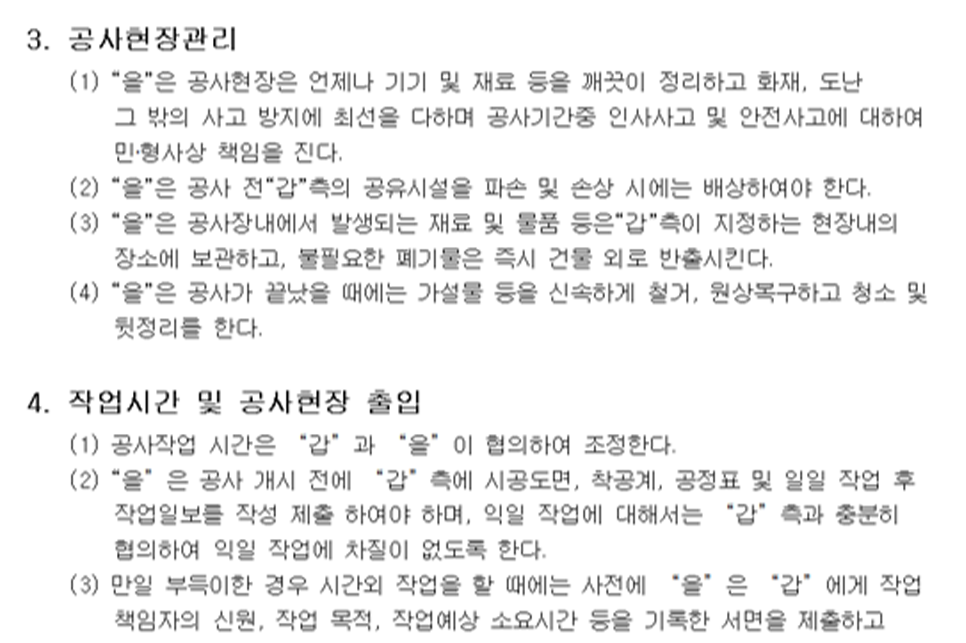 3. 공사현장관리
(1) "을"은 공사현장은 언제나 기기 및 재료 등을 깨끗이 정리하고 화재, 도난
그 밖의 사고 방지에 최선을 다하며 공사기간중 인사사고 및 안전사고에 대하여
민·형사상 책임을 진다.
(2) "을"은 공사 전"갑"측의 공유시설을 파손 및 손상 시에는 배상하여야 한다.
(3) "을"은 공사장내에서 발생되는 재료 및 물품 등은"갑"측이 지정하는 현장내의
장소에 보관하고, 불필요한 폐기물은 즉시 건물 외로 반출시킨다.
(4) "을"은 공사가 끝났을 때에는 가설물 등을 신속하게 철거, 원상복구하고 청소 및
뒷정리를 한다.
4. 작업시간 및 공사현장 출입
(1) 공사작업 시간은 "갑" 과 "을" 이 협의하여 조정한다.
(2) "을" 은 공사 개시 전에 "갑" 측에 시공도면, 착공계, 공정표 및 일일 작업 후
작업일보를 작성 제출 하여야 하며, 익일 작업에 대해서는 "갑" 측과 충분히
협의하여 익일 작업에 차질이 없도록 한다.
(3) 만일 부득이한 경우 시간외 작업을 할 때에는 사전에 "을" 은 "갑" 에게 작업
책임자의 신원, 작업 목적, 작업예상 소요시간 등을 기록한 서면을 제출하고